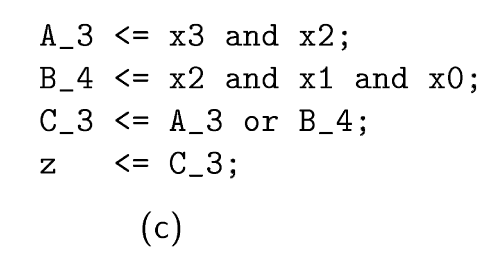 A_3 <= x3 and x2;
B_4 <= x2 and x1 and x0;
C_3 <= A_3 or B_4;
z <= C_3;
(c)